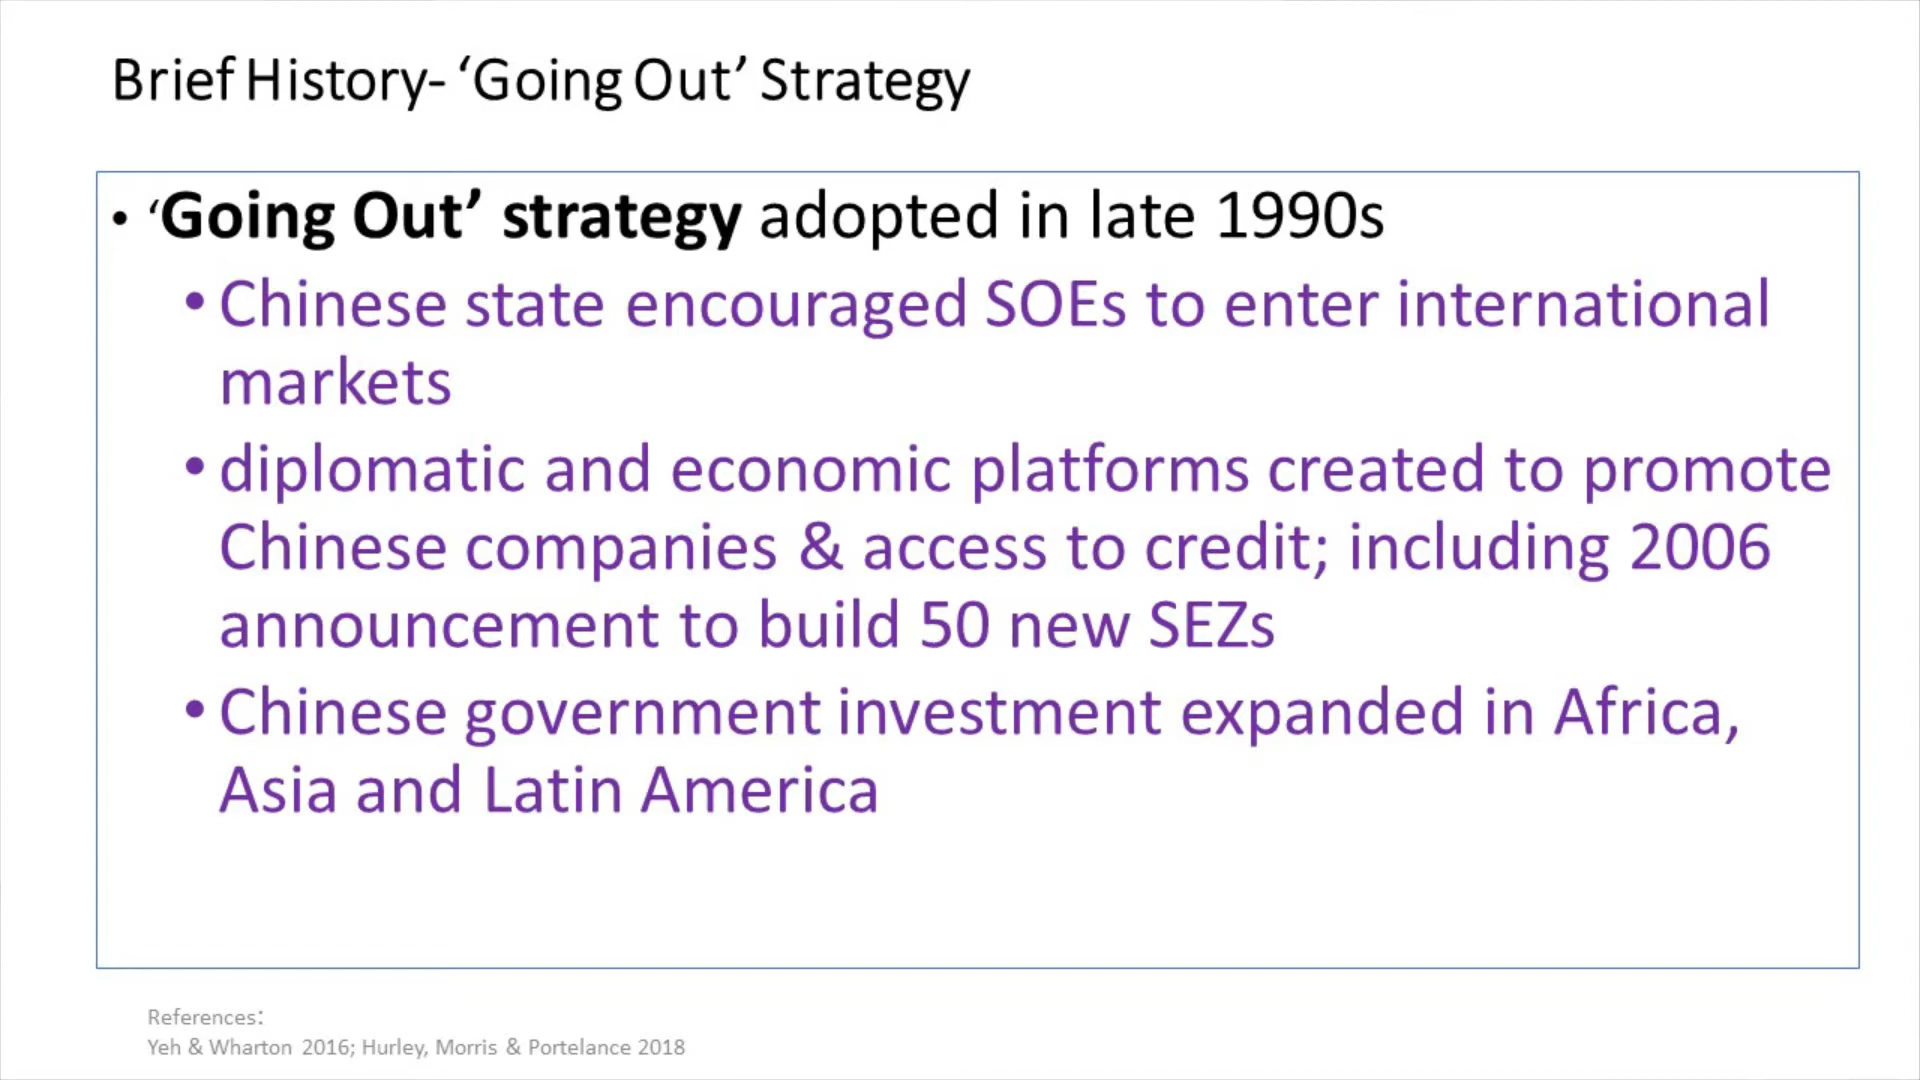 Brief History- ‘Going Out’ Strategy
• ‘Going Out’ strategy adopted in late 1990s
• Chinese state encouraged SOEs to enter international
markets
• diplomatic and economic platforms created to promote
Chinese companies & access to credit; including 2006
announcement to build 50 new SEZs
• Chinese government investment expanded in Africa,
Asia and Latin America
References:
Yeh & Wharton 2016; Hurley, Morris & Portelance 2018